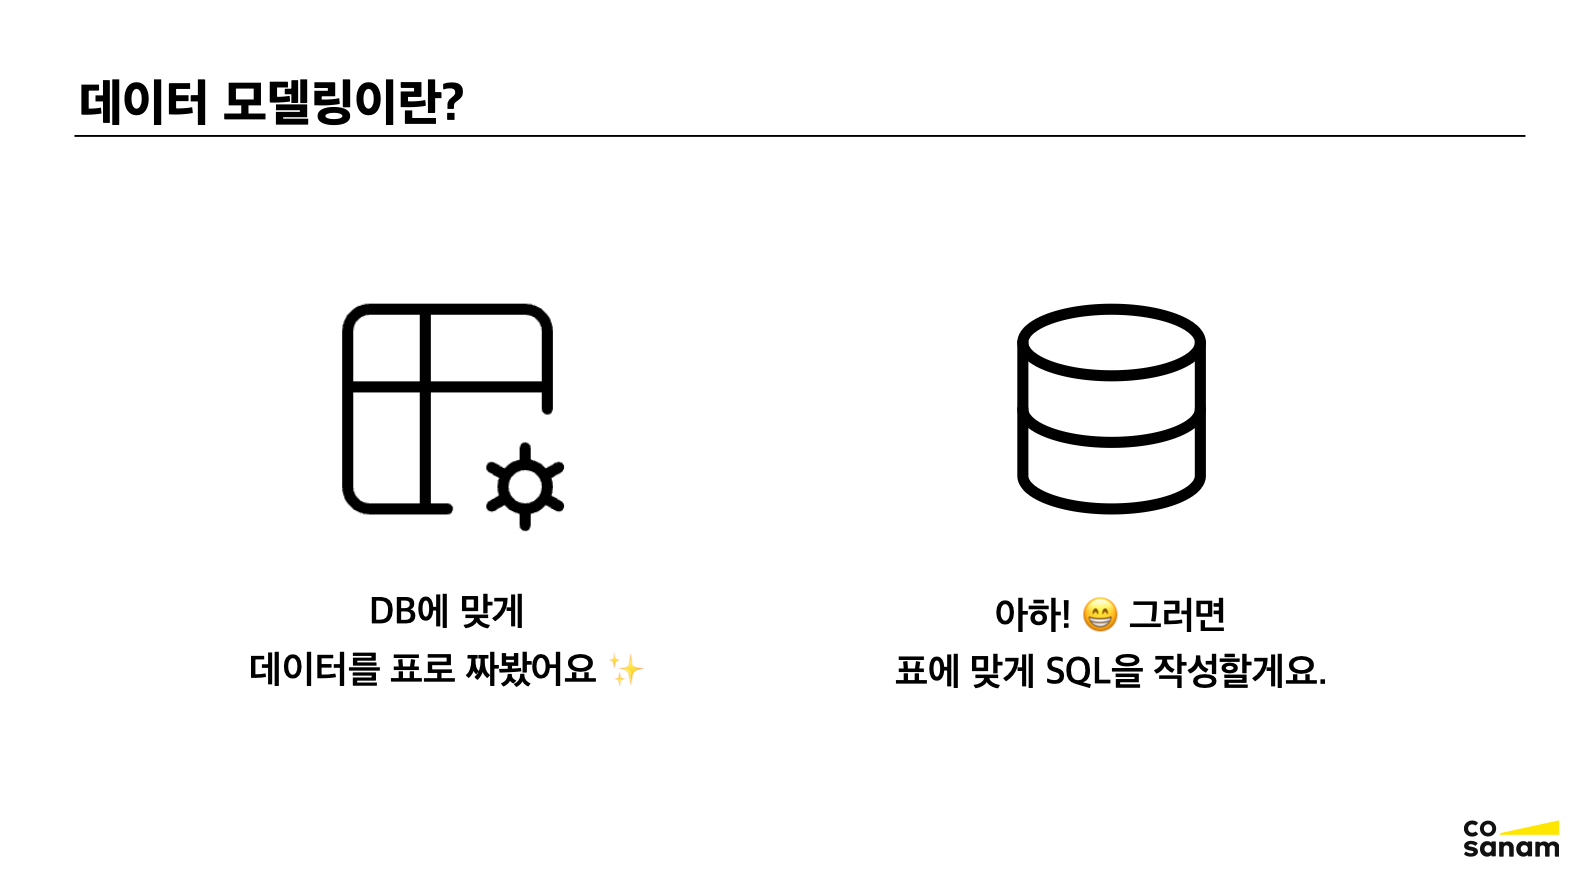 데이터 모델링이란?
DB에 맞게
데이터를 표로 짜봤어요 ✨
아하! 😁 그러면
표에 맞게 SQL을 작성할게요.
co
sanam